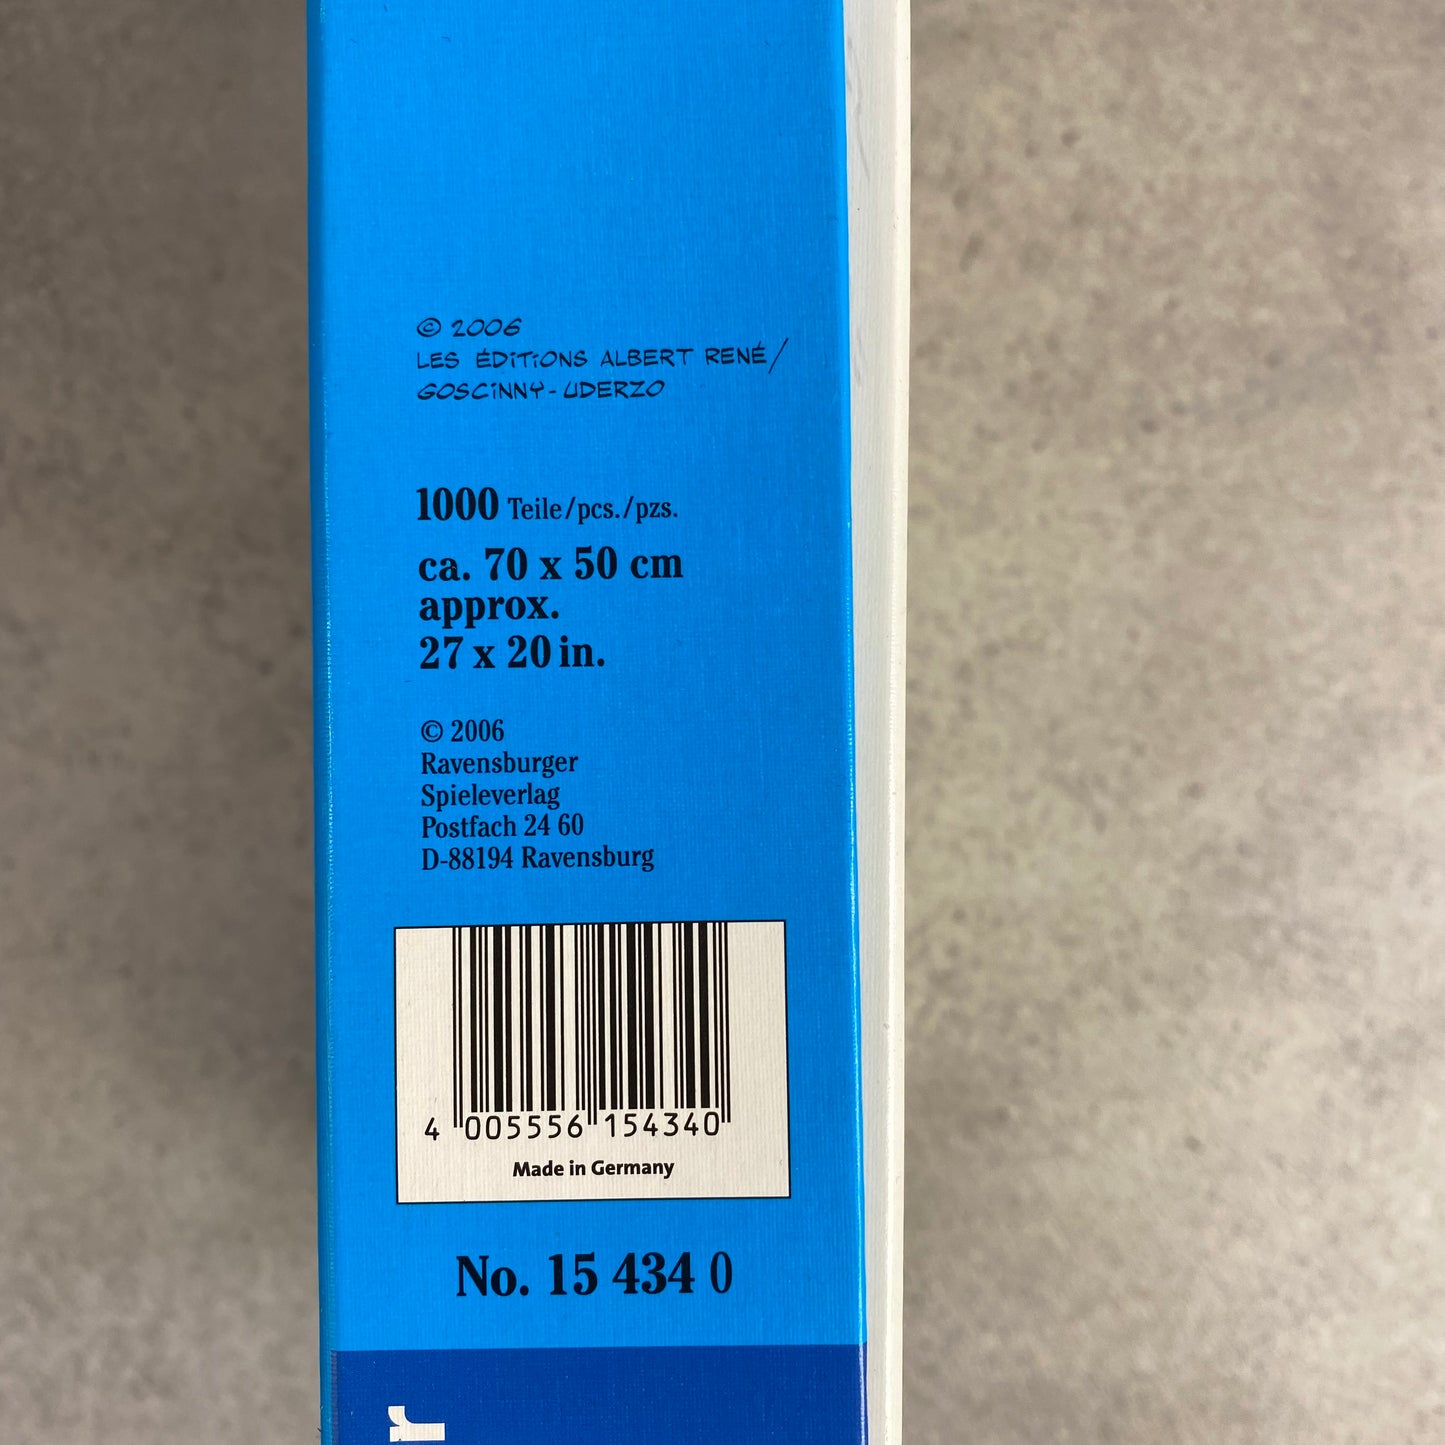 © 2006
LES ÉDITIONS ALBERT RENÉ/
GOSCINNY-UDERZO
1000 Teile/pcs./pzs.
ca. 70 x 50 cm
approx.
27 x 20 in.
© 2006
Ravensburger
Spieleverlag
Postfach 24 60
D-88194 Ravensburg
4 005556 154340
Made in Germany
No. 15 434 0
r